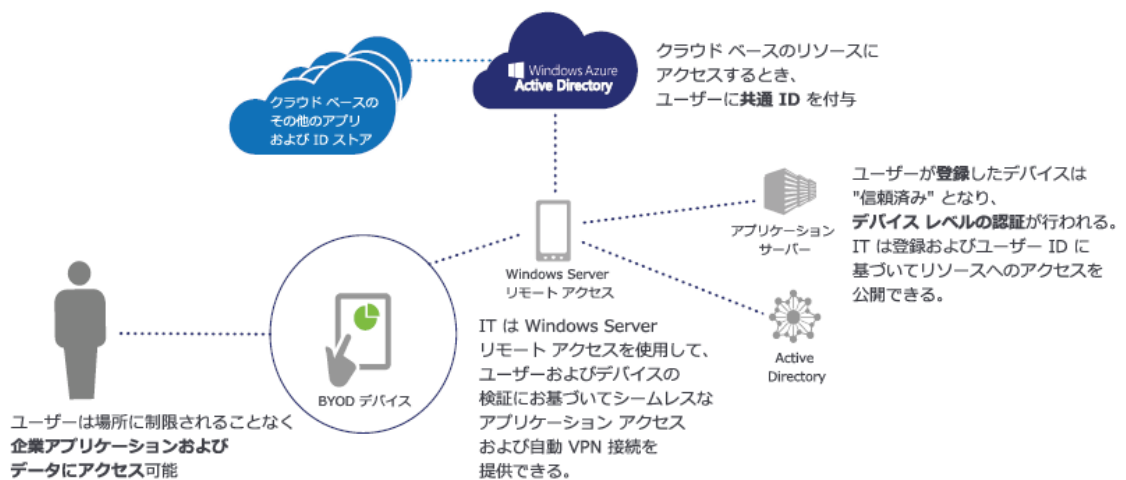 クラウド ベースの
その他のアプリ
および ID ストア
Windows Azure
Active Directory
クラウド ベースのリソースに
アクセスするとき、
ユーザーに共通 ID を付与
アプリケーション
サーバー
ユーザーが登録したデバイスは
"信頼済み" となり、
デバイス レベルの認証が行われる。
IT は登録およびユーザー ID に
基づいてリソースへのアクセスを
公開できる。
Windows Server
リモート アクセス
Active
Directory
BYOD デバイス
IT は Windows Server
リモート アクセスを使用して、
ユーザーおよびデバイスの
検証にお基づいてシームレスな
アプリケーション アクセス
および自動 VPN 接続を
提供できる。
ユーザーは場所に制限されることなく
企業アプリケーションおよび
データにアクセス可能